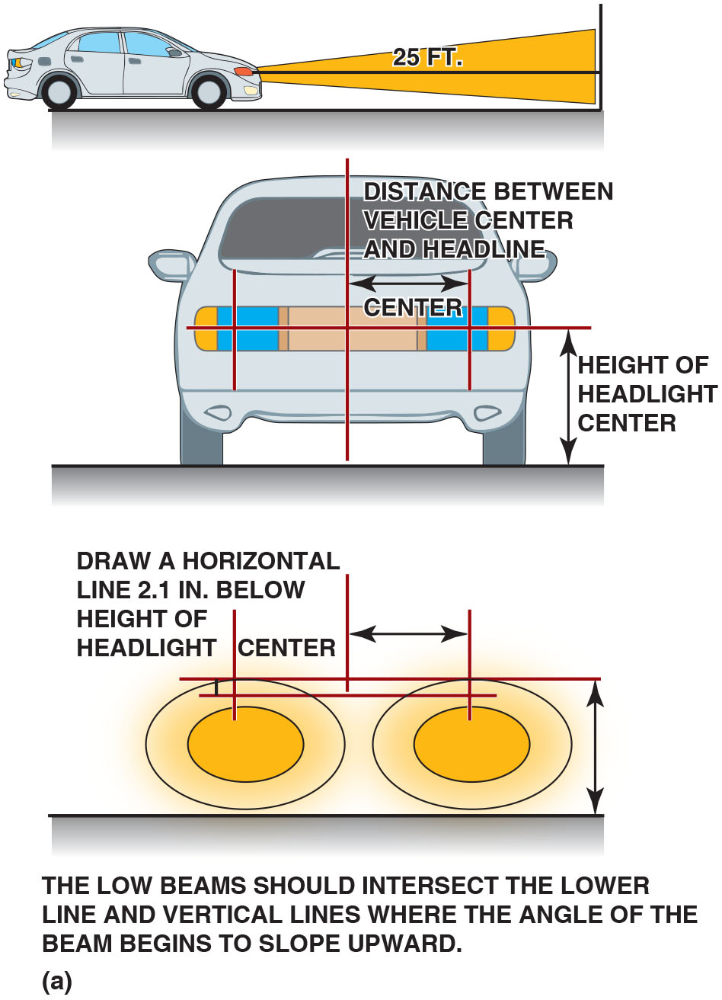 25 FT.
DISTANCE BETWEEN
VEHICLE CENTER
AND HEADLINE
CENTER
HEIGHT OF
HEADLIGHT
CENTER
DRAW A HORIZONTAL
LINE 2.1 IN. BELOW
HEIGHT OF
HEADLIGHT CENTER
THE LOW BEAMS SHOULD INTERSECT THE LOWER
LINE AND VERTICAL LINES WHERE THE ANGLE OF THE
BEAM BEGINS TO SLOPE UPWARD.
(a)